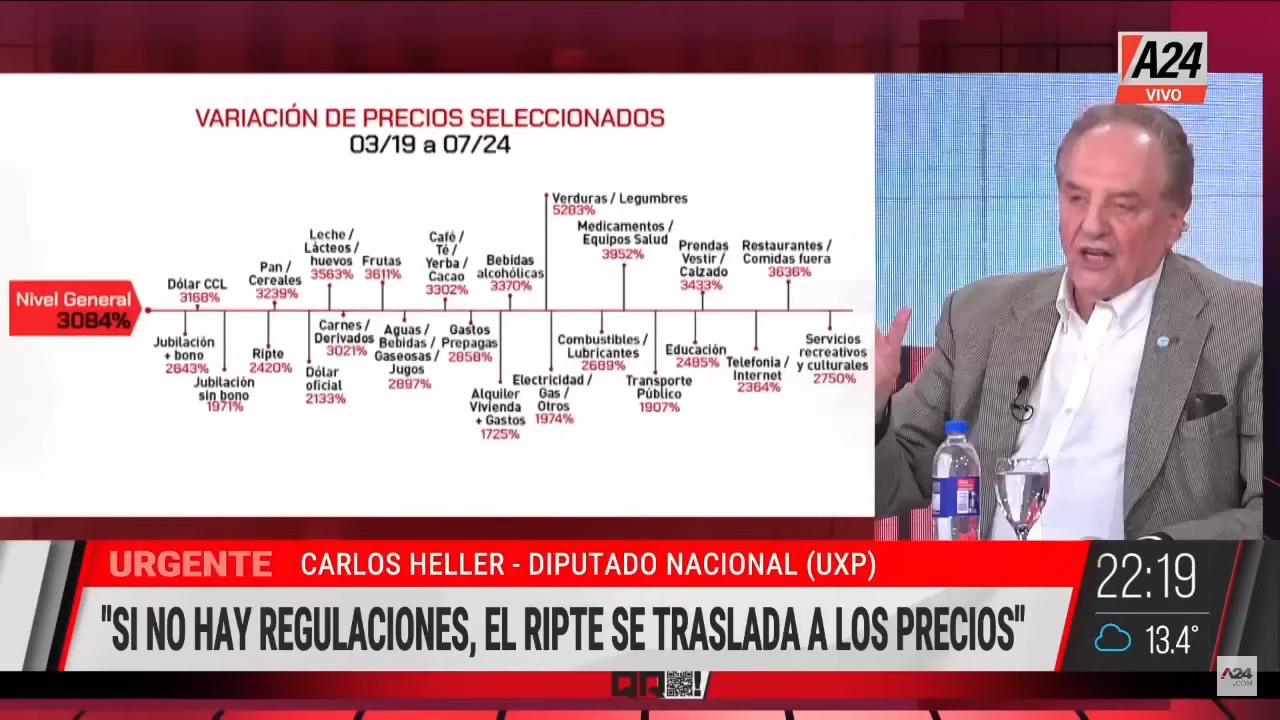 A24
VIVO
VARIACIÓN DE PRECIOS SELECCIONADOS
03/19 a 07/24
Nivel General
3084%
Dólar CCL
3168%
Pan /
Cereales
3239%
Leche /
Lácteos /
huevos
3563%
Frutas
3611%
Café /
Té /
Yerba /
Cacao
3302%
Bebidas
alcohólicas
3370%
Verduras / Legumbres
5283%
Medicamentos /
Equipos Salud
3952%
Prendas
Vestir /
Calzado
3433%
Restaurantes /
Comidas fuera
3636%
Jubilación
+ bono
2643%
Jubilación
sin bono
1971%
Ripte
2420%
Dólar
oficial
2133%
Carnes /
Derivados
3021%
Aguas /
Bebidas /
Gaseosas /
Jugos
2897%
Gastos
Prepagas
2858%
Alquiler
Vivienda
+ Gastos
1725%
Electricidad /
Gas /
Otros
1974%
Combustibles /
Lubricantes
2689%
Transporte
Público
1907%
Educación
2485%
Telefonía /
Internet
2364%
Servicios
recreativos
y culturales
2750%
URGENTE
CARLOS HELLER - DIPUTADO NACIONAL (UXP)
"SI NO HAY REGULACIONES, EL RIPTE SE TRASLADA A LOS PRECIOS"
22:19
13.4°
QR!
A24
.COM